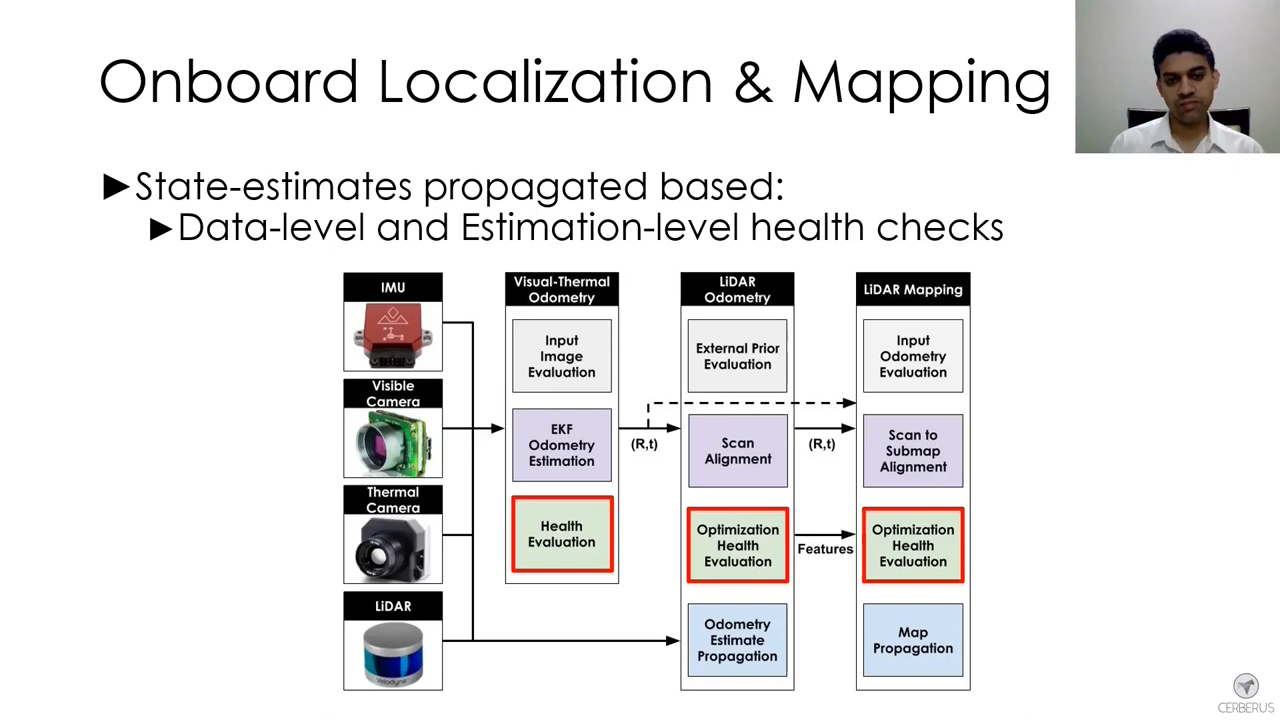 Onboard Localization & Mapping
►State-estimates propagated based:
►Data-level and Estimation-level health checks
IMU
Visible
Camera
Thermal
Camera
LiDAR
Velodyne
Visual-Thermal
Odometry
Input
Image
Evaluation
EKF
Odometry
Estimation
Health
Evaluation
(R,t)
LiDAR
Odometry
External Prior
Evaluation
Scan
Alignment
Optimization
Health
Evaluation
Odometry
Estimate
Propagation
(R,t)
Features
LiDAR Mapping
Input
Odometry
Evaluation
Scan to
Submap
Alignment
Optimization
Health
Evaluation
Map
Propagation
CERBERUS